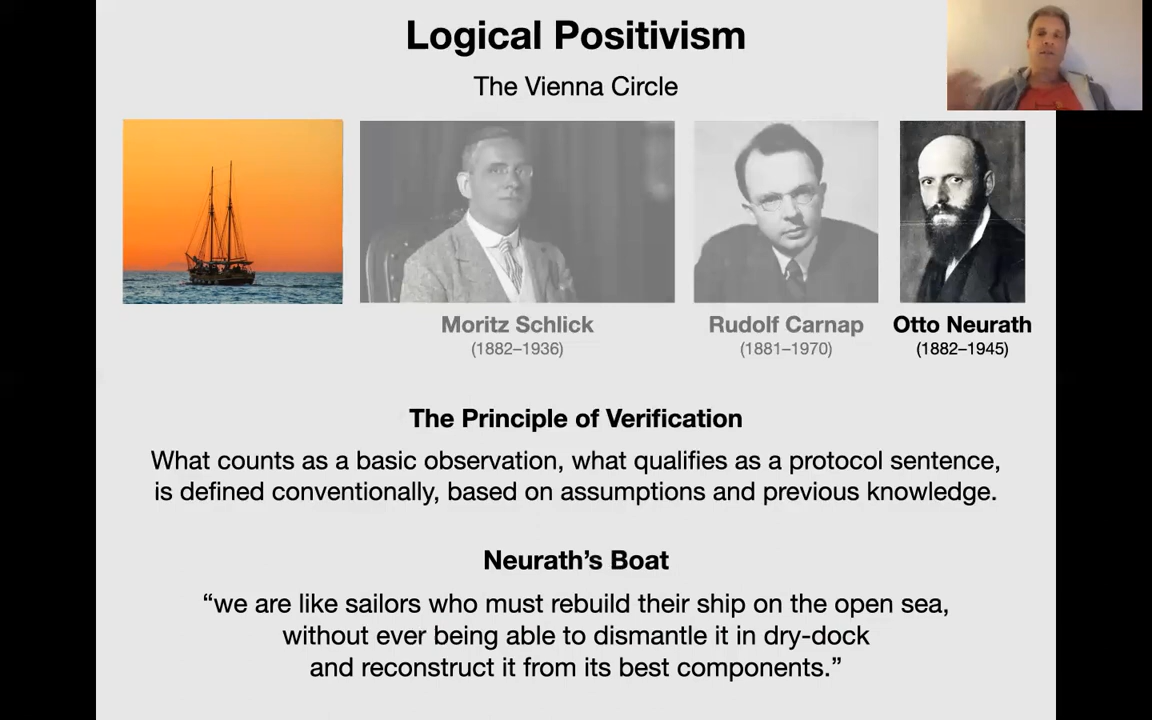 Logical Positivism
The Vienna Circle
Moritz Schlick
(1882–1936)
Rudolf Carnap
(1881–1970)
Otto Neurath
(1882–1945)
The Principle of Verification
What counts as a basic observation, what qualifies as a protocol sentence,
is defined conventionally, based on assumptions and previous knowledge.
Neurath’s Boat
“we are like sailors who must rebuild their ship on the open sea,
without ever being able to dismantle it in dry-dock
and reconstruct it from its best components.”